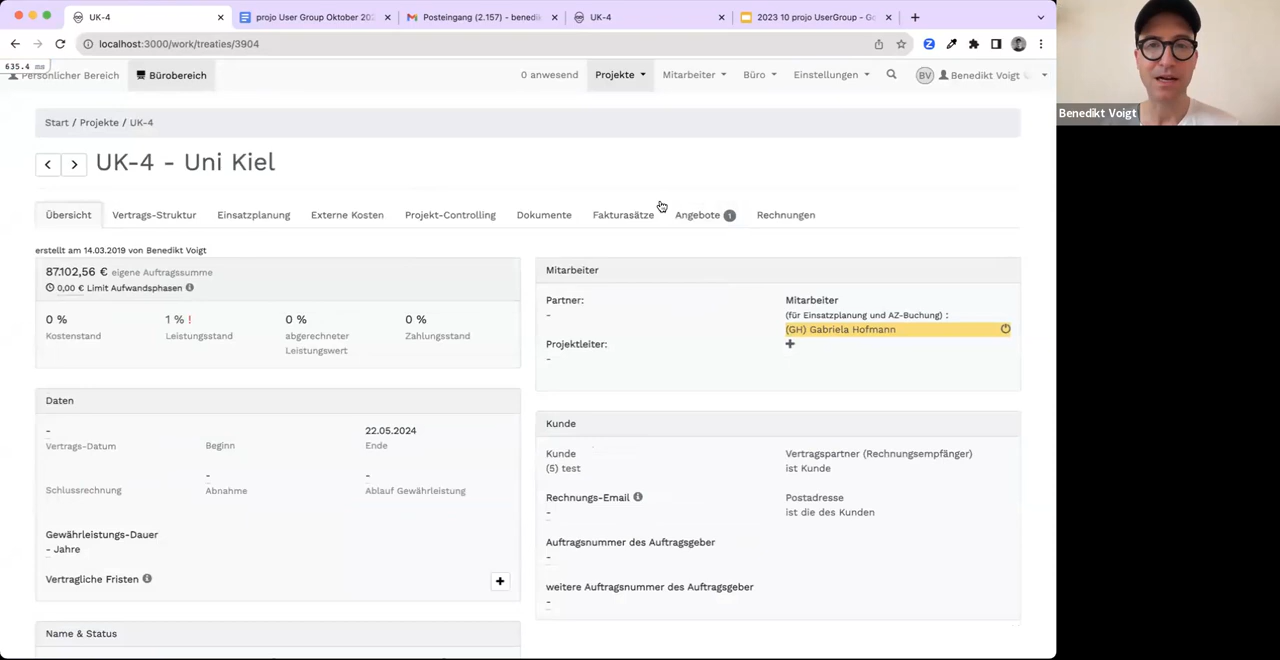 UK-4
projo User Group Oktober 202
Posteingang (2.157) - benedik
UK-4
2023 10 projo UserGroup - Go
localhost:3000/work/treaties/3904
635.4 ms
Persönlicher Bereich
Bürobereich
0 anwesend
Projekte
Mitarbeiter
Büro
Einstellungen
BV
Benedikt Voigt
Benedikt Voigt
Start / Projekte / UK-4
UK-4 - Uni Kiel
Übersicht
Vertrags-Struktur
Einsatzplanung
Externe Kosten
Projekt-Controlling
Dokumente
Fakturasätze
Angebote 1
Rechnungen
erstellt am 14.03.2019 von Benedikt Voigt
87.102,56 € eigene Auftragssumme
0,00 € Limit Aufwandsphasen
0 %
Kostenstand
1 % !
Leistungsstand
0 %
abgerechneter
Leistungswert
0 %
Zahlungsstand
Mitarbeiter
Partner:
-
Projektleiter:
-
Mitarbeiter
(für Einsatzplanung und AZ-Buchung) :
(GH) Gabriela Hofmann
Daten
-
Vertrags-Datum
Beginn
22.05.2024
Ende
Schlussrechnung
-
Abnahme
-
Ablauf Gewährleistung
Gewährleistungs-Dauer
- Jahre
Vertragliche Fristen
Kunde
Kunde
(5) test
Vertragspartner (Rechnungsempfänger)
ist Kunde
Rechnungs-Email
-
Postadresse
ist die des Kunden
Auftragsnummer des Auftragsgeber
-
weitere Auftragsnummer des Auftragsgeber
-
Name & Status